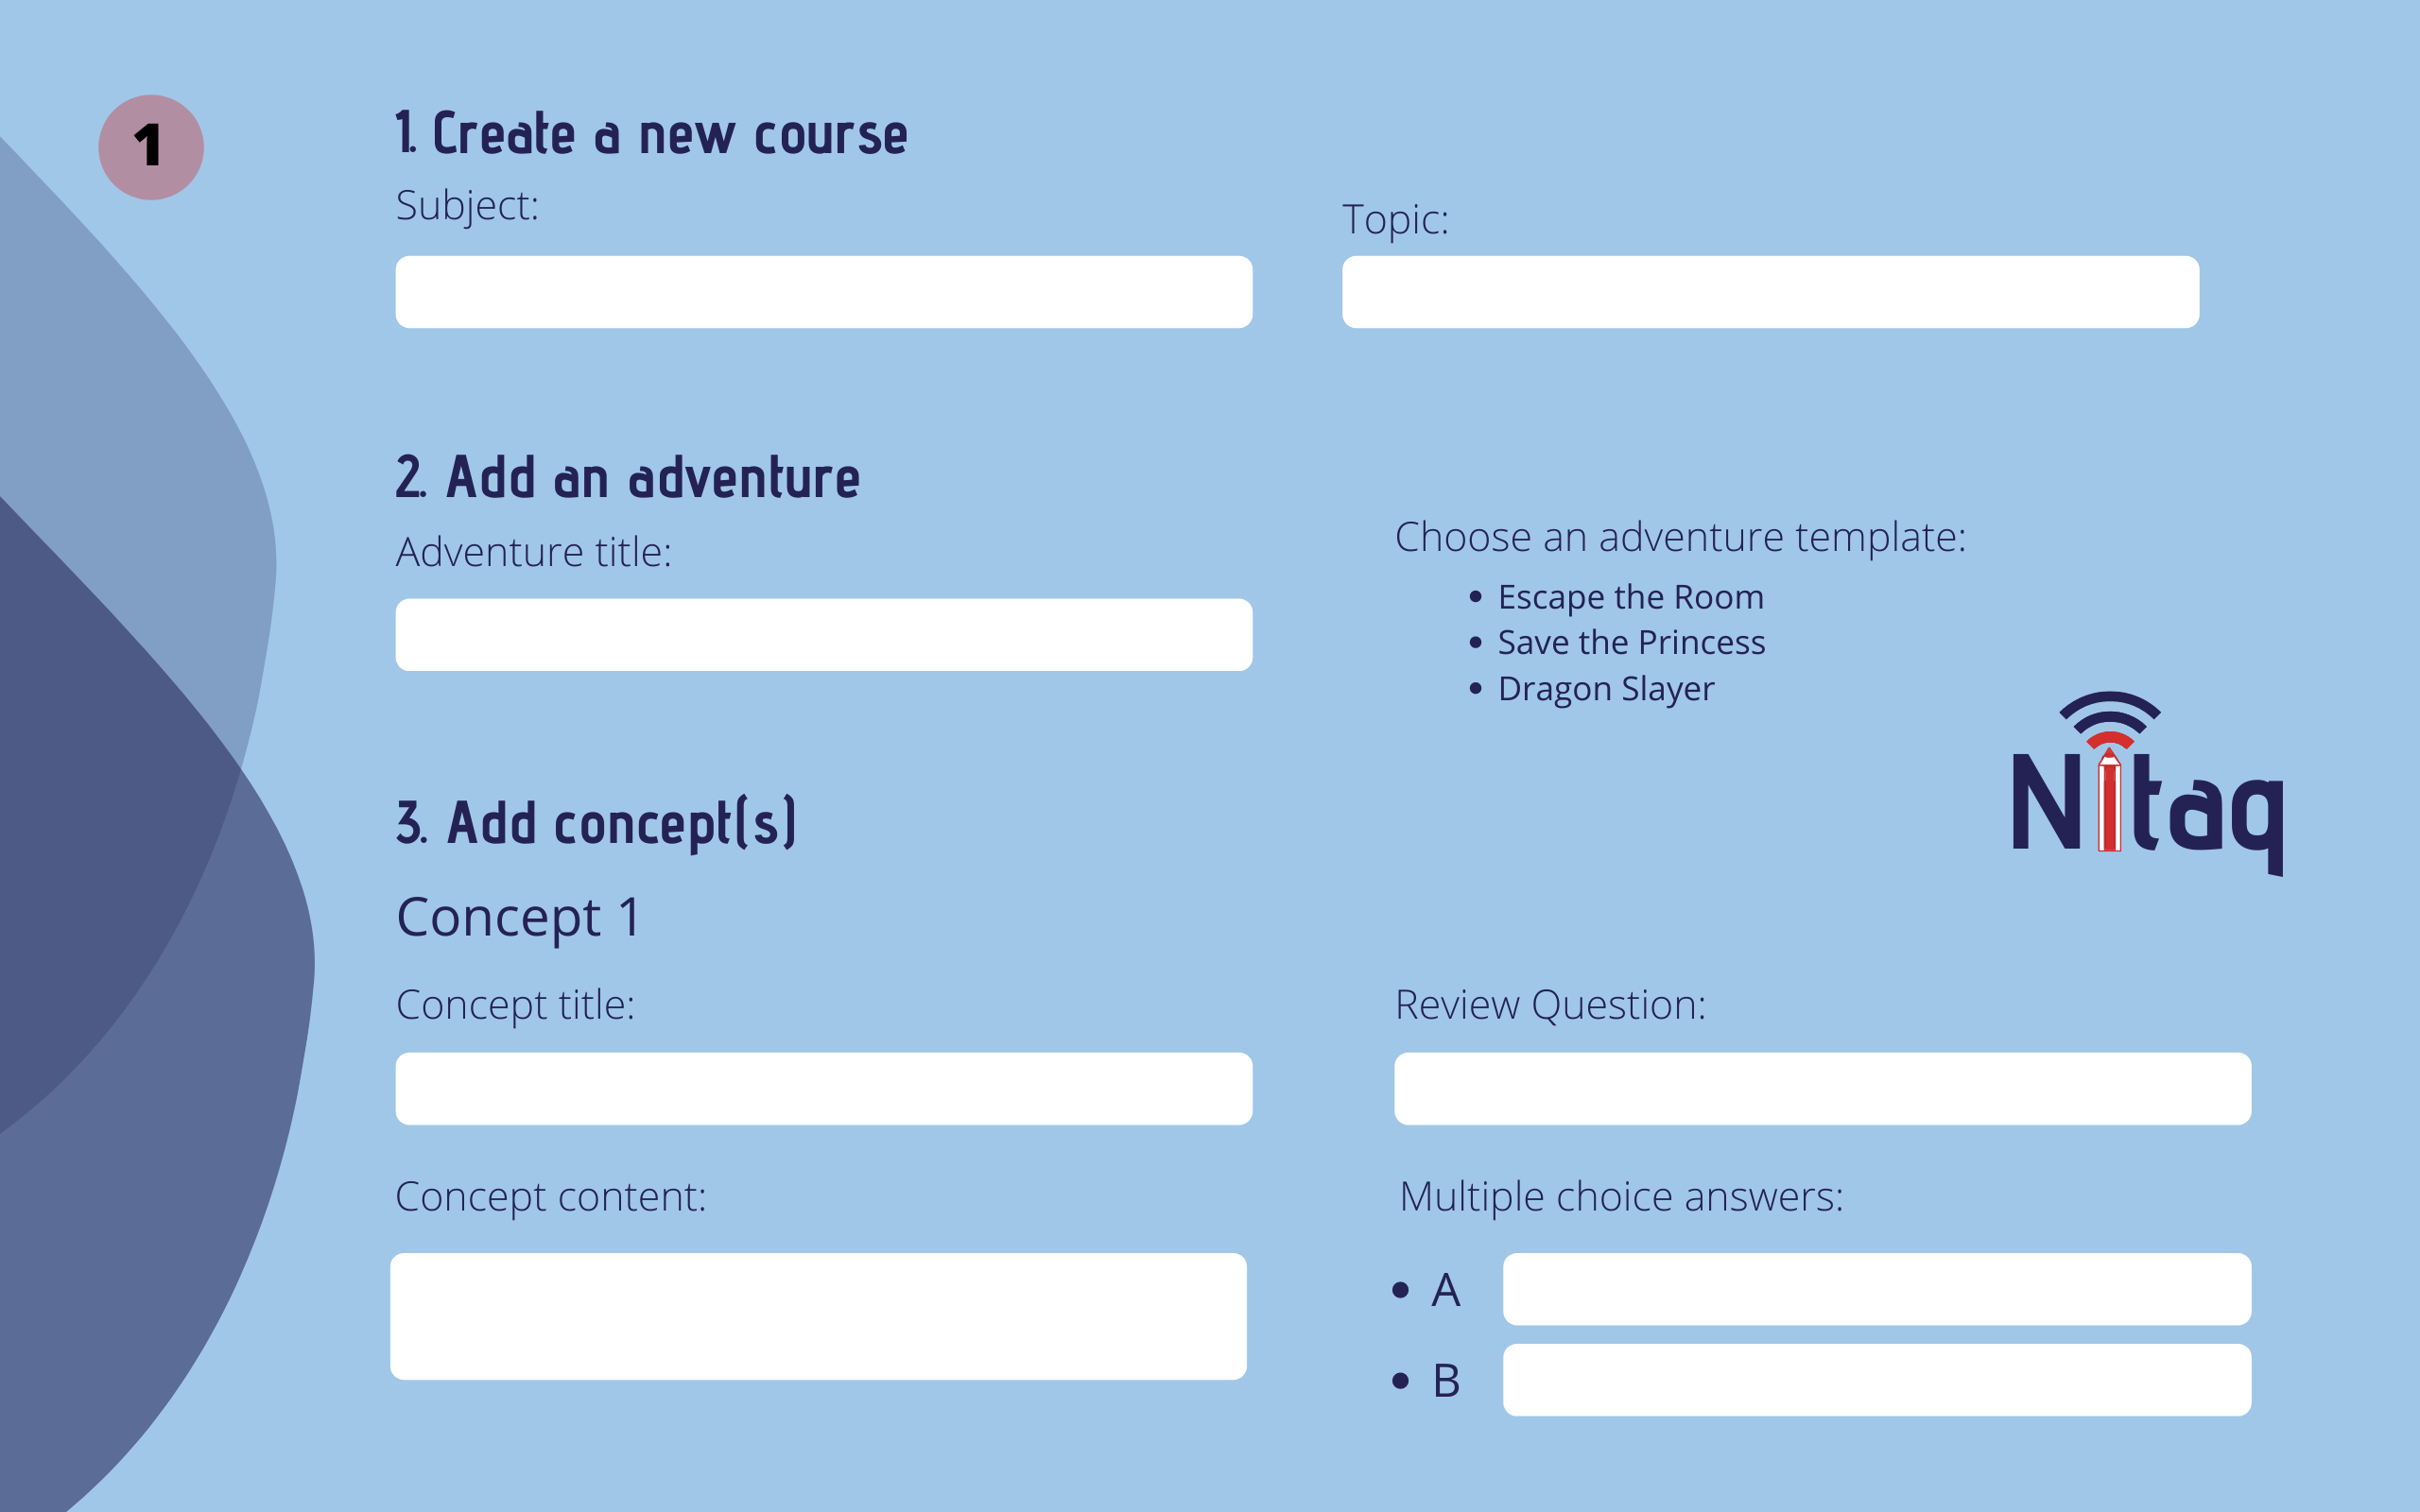 1
1. Create a new course
Subject:
Topic:
2. Add an adventure
Adventure title:
Choose an adventure template:
• Escape the Room
• Save the Princess
• Dragon Slayer
Nitaq
3. Add concept(s)
Concept 1
Concept title:
Review Question:
Concept content:
Multiple choice answers:
• A
• B